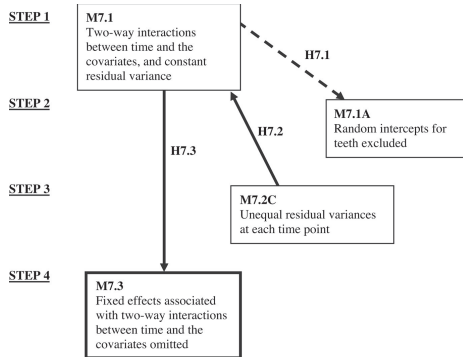 STEP 1
M7.1
Two-way interactions
between time and the
covariates, and constant
residual variance
H7.1
STEP 2
M7.1A
Random intercepts for
teeth excluded
H7.2
H7.3
STEP 3
M7.2C
Unequal residual variances
at each time point
STEP 4
M7.3
Fixed effects associated
with two-way interactions
between time and the
covariates omitted